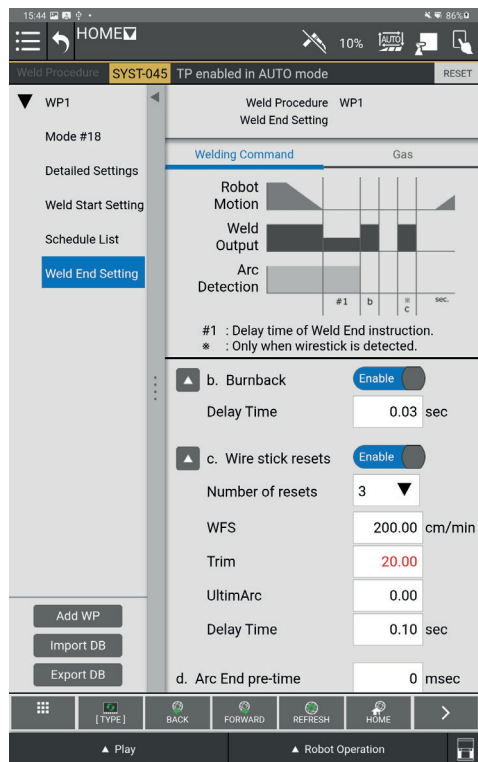 15:44 86%
HOME
10% AUTO
Weld Procedure SYST-045 TP enabled in AUTO mode RESET
WP1
Mode #18
Detailed Settings
Weld Start Setting
Schedule List
Weld End Setting
Add WP
Import DB
Export DB
Weld Procedure WP1
Weld End Setting
Welding Command Gas
Robot
Motion
Weld
Output
Arc
Detection
#1 b ※ sec.
c
#1 : Delay time of Weld End instruction.
※ : Only when wirestick is detected.
b. Burnback Enable
Delay Time 0.03 sec
c. Wire stick resets Enable
Number of resets 3 ▼
WFS 200.00 cm/min
Trim 20.00
UltimArc 0.00
Delay Time 0.10 sec
d. Arc End pre-time 0 msec
[TYPE] BACK FORWARD REFRESH HOME
▲ Play ▲ Robot Operation